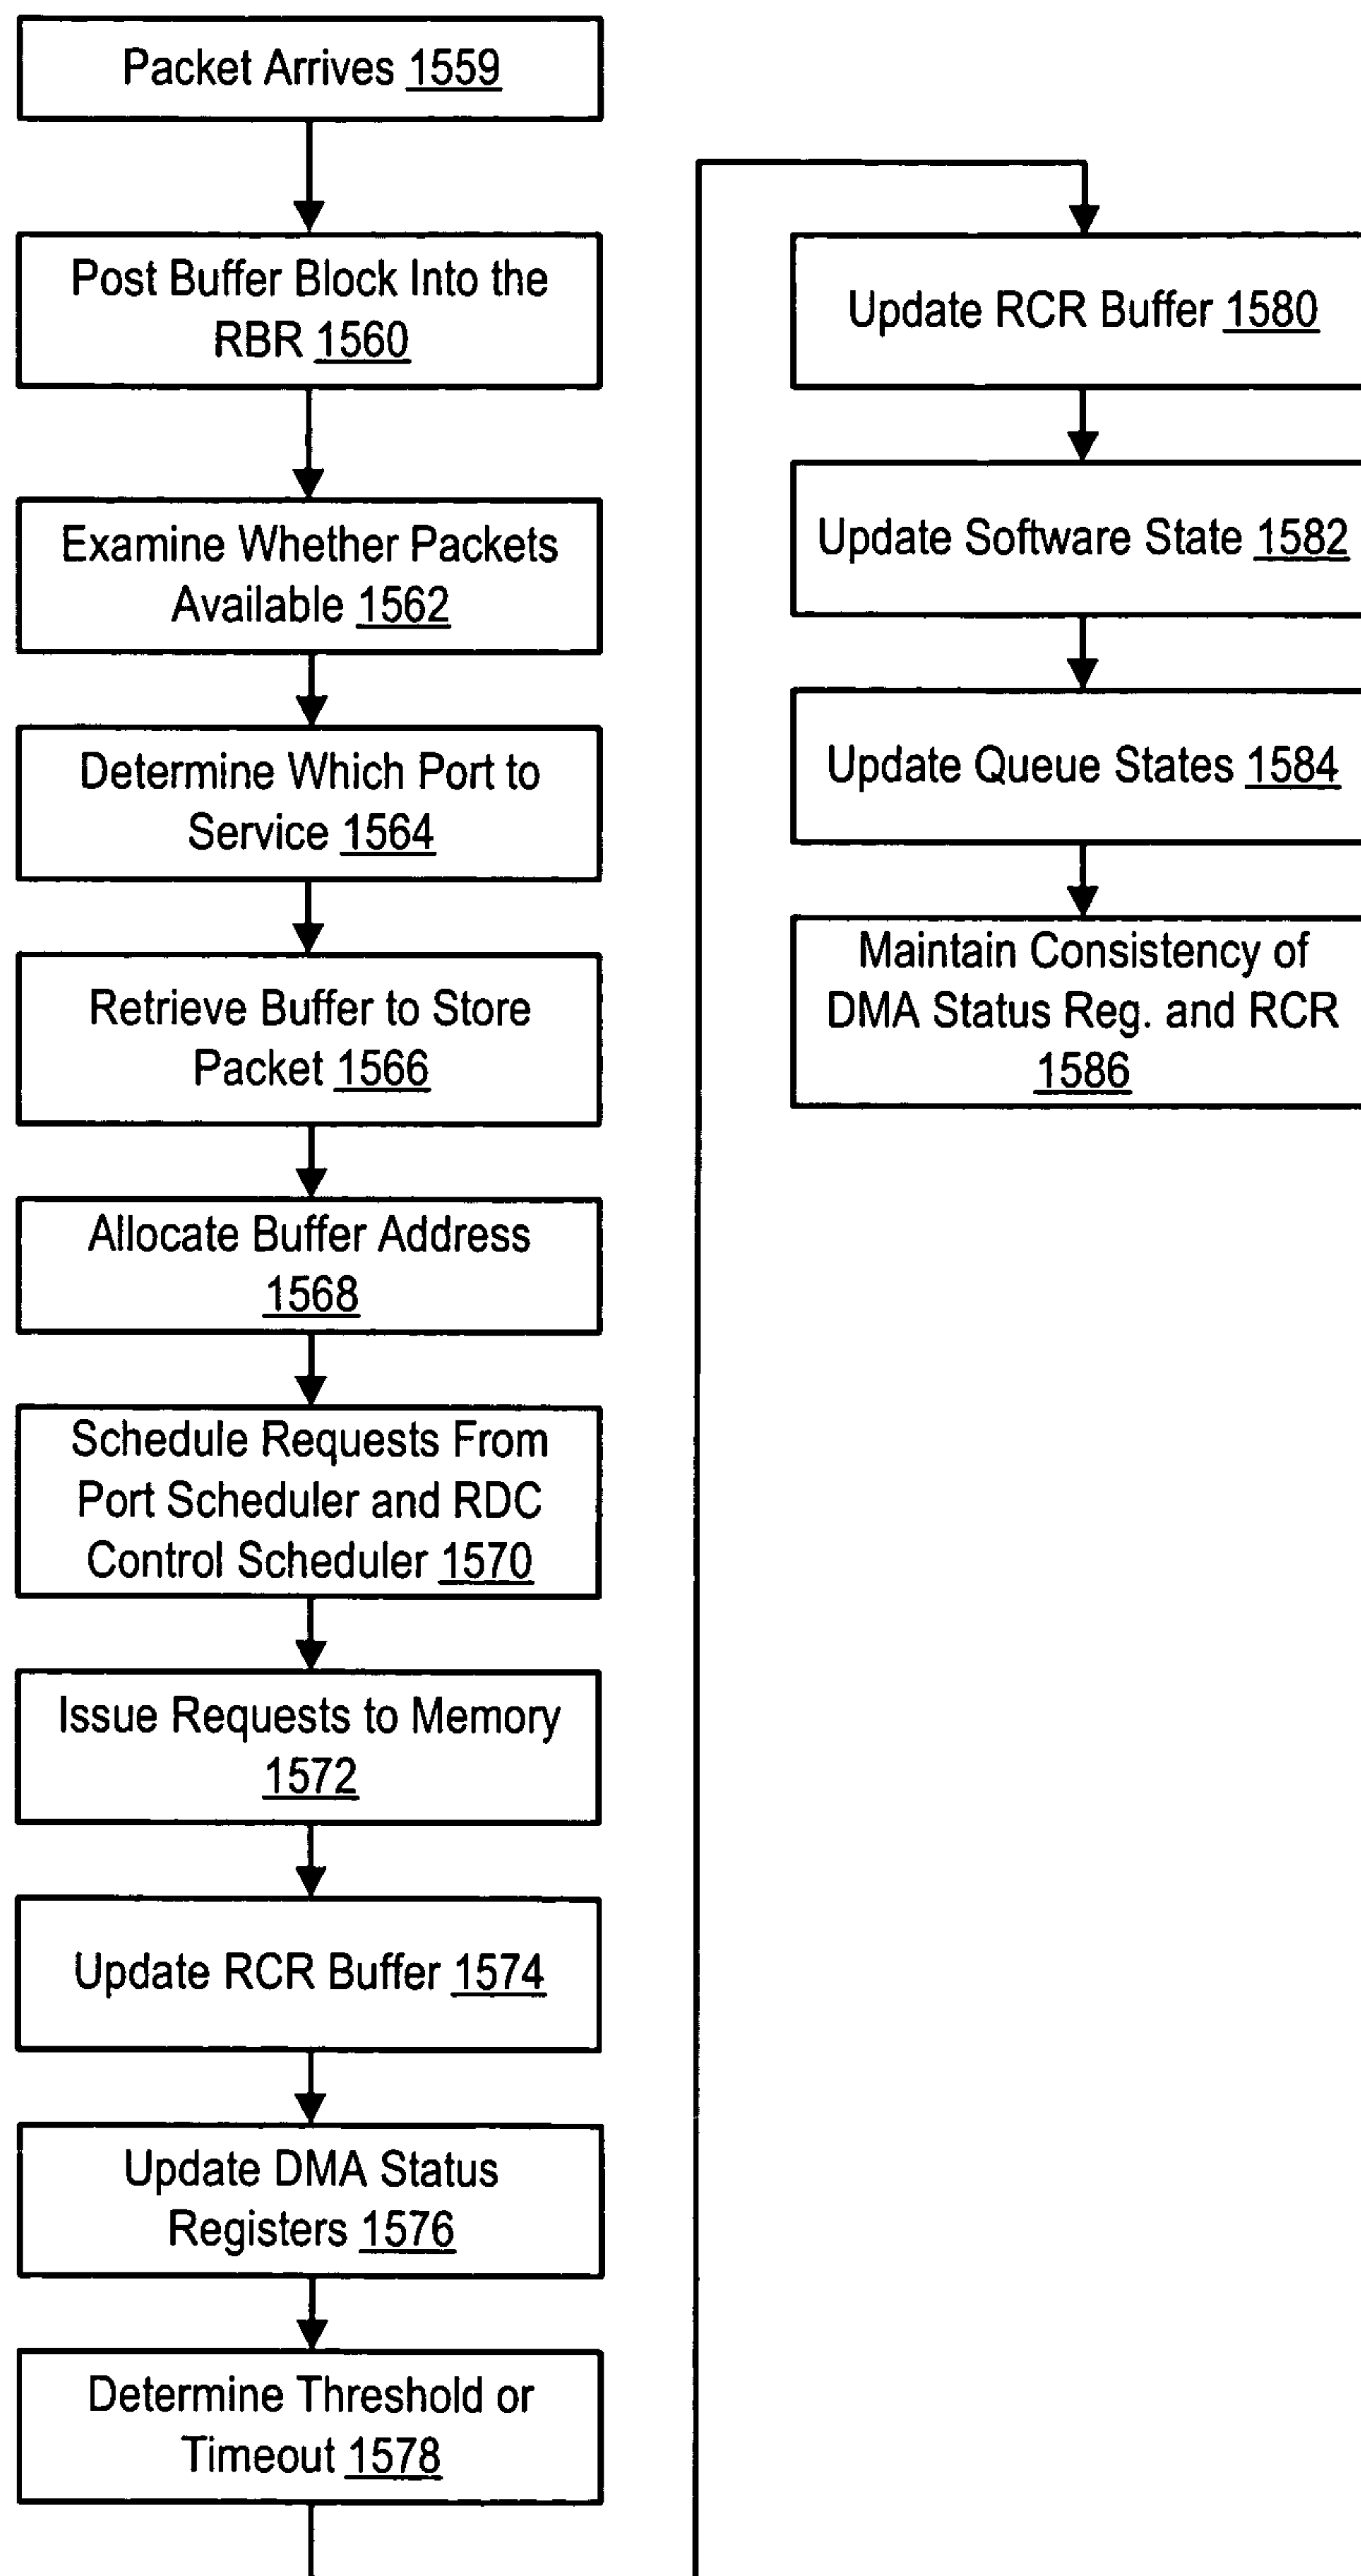 Packet Arrives 1559
Post Buffer Block Into the
RBR 1560
Examine Whether Packets
Available 1562
Determine Which Port to
Service 1564
Retrieve Buffer to Store
Packet 1566
Allocate Buffer Address
1568
Schedule Requests From
Port Scheduler and RDC
Control Scheduler 1570
Issue Requests to Memory
1572
Update RCR Buffer 1574
Update DMA Status
Registers 1576
Determine Threshold or
Timeout 1578
Update RCR Buffer 1580
Update Software State 1582
Update Queue States 1584
Maintain Consistency of
DMA Status Reg. and RCR
1586